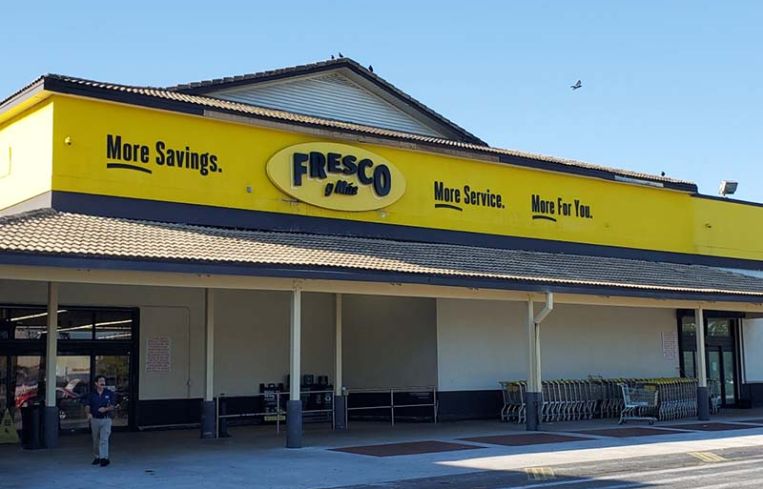 More Savings.
FRESCO
y Más
More Service.
More For You.